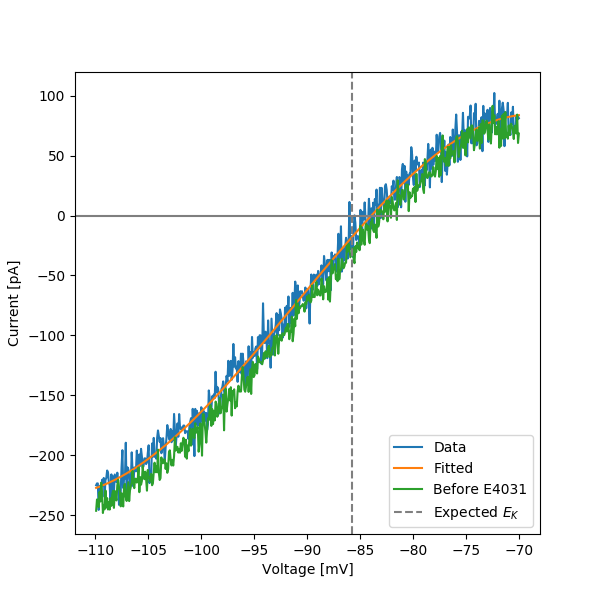 100
50
0
−50
−100
−150
−200
−250
Current [pA]
−110 −105 −100 −95 −90 −85 −80 −75 −70
Voltage [mV]
Data
Fitted
Before E4031
Expected E_K